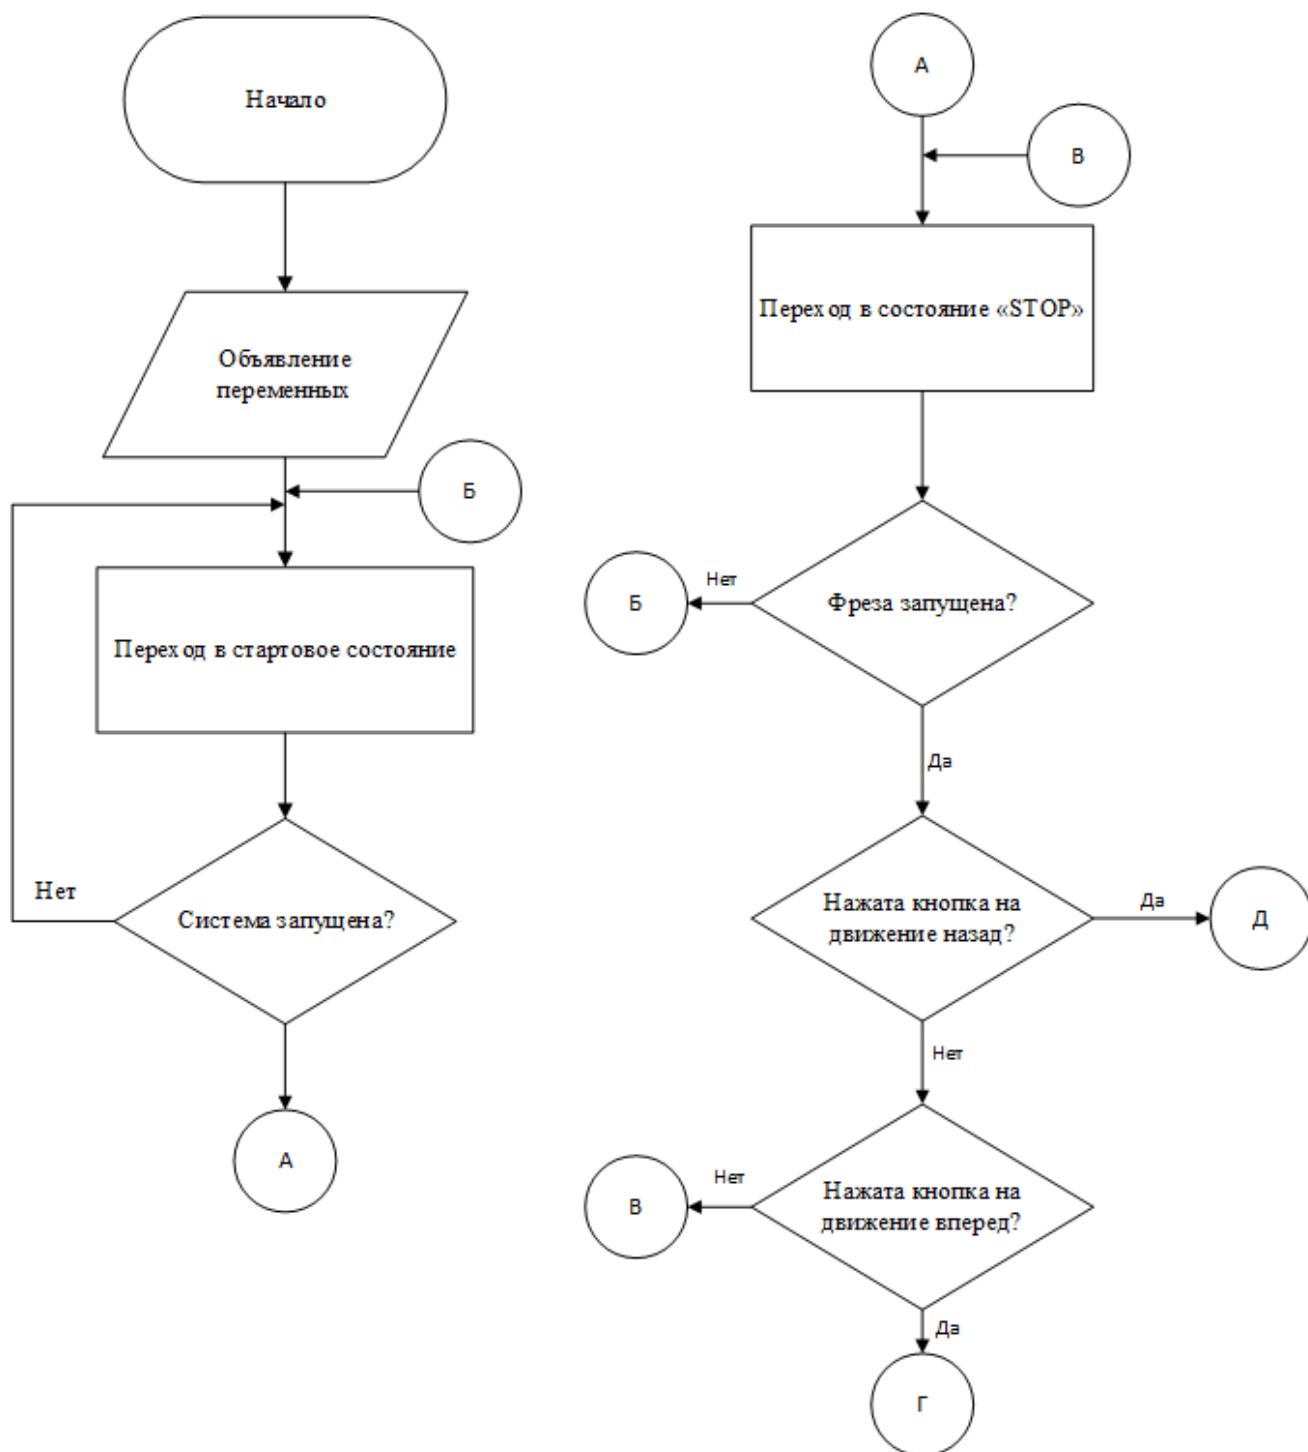 Начало
Объявление
переменных
Б
Переход в стартовое состояние
Нет
Система запущена?
А
А
В
Переход в состояние «STOP»
Нет
Б
Фреза запущена?
Да
Нажата кнопка на
движение назад?
Да
Д
Нет
Нет
В
Нажата кнопка на
движение вперед?
Да
Г